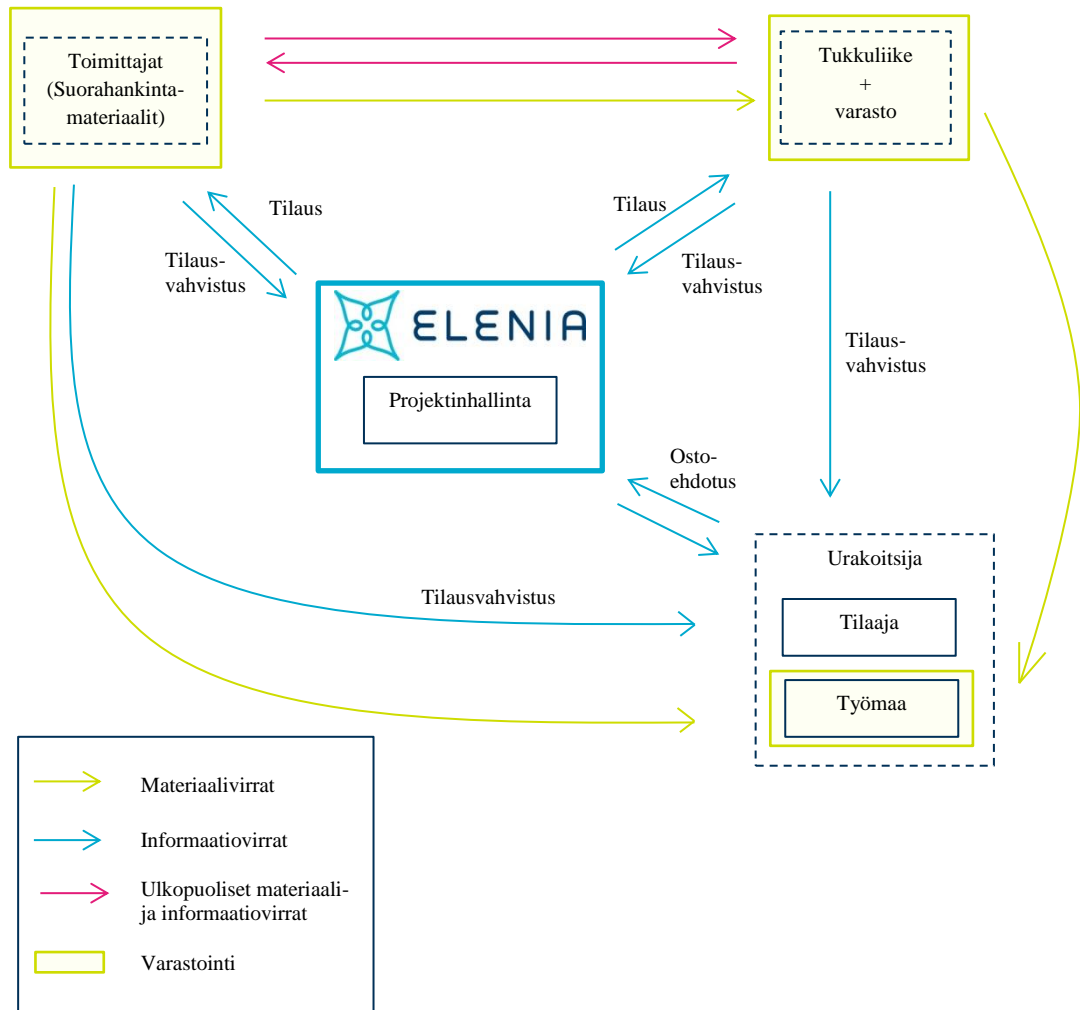 Toimittajat
(Suorahankinta-
materiaalit)
Tukkuliike
+
varasto
Tilaus
Tilaus-
vahvistus
Tilaus
Tilaus-
vahvistus
ELENIA
Projektinhallinta
Tilaus-
vahvistus
Osto-
ehdotus
Urakoitsija
Tilaaja
Työmaa
Tilausvahvistus
Materiaalivirrat
Informaatiovirrat
Ulkopuoliset materiaali-
ja informaatiovirrat
Varastointi